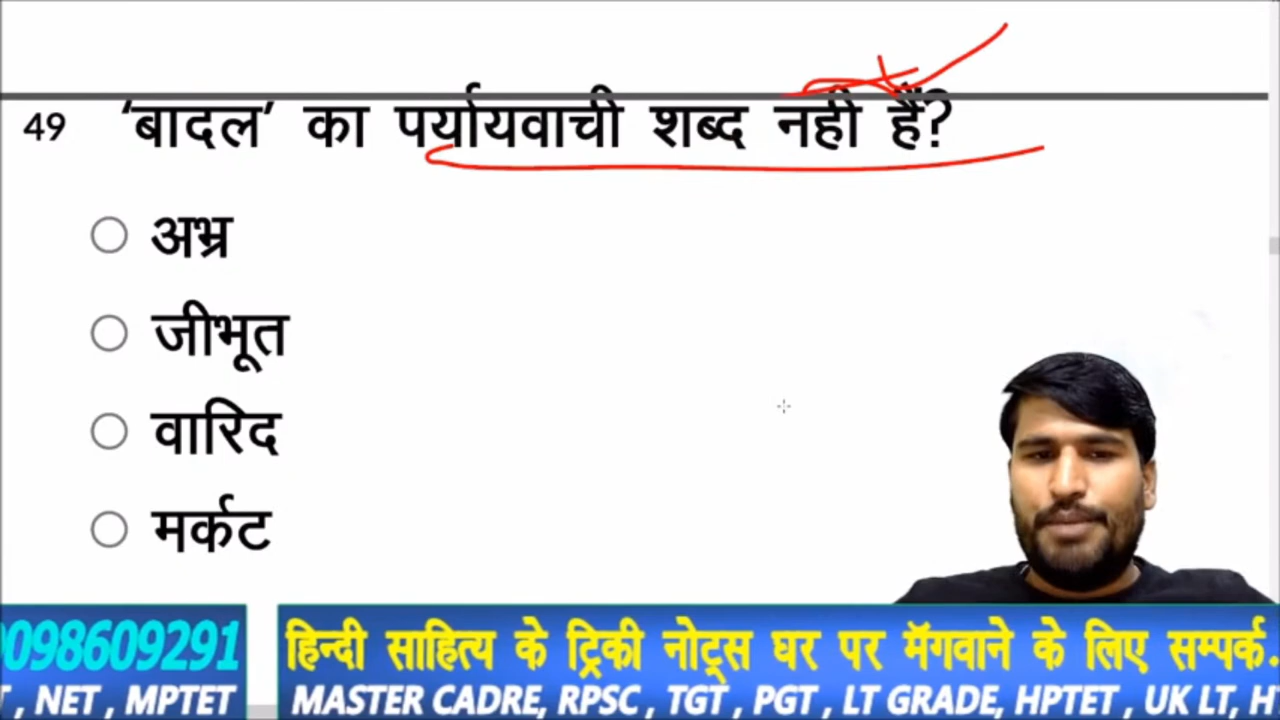 49 'बादल' का पर्यायवाची शब्द नही हैं?
अभ्र
जीभूत
वारिद
मर्कट
9098609291
हिन्दी साहित्य के ट्रिकी नोट्स घर पर मँगवाने के लिए सम्पर्क.
T , NET , MPTET
MASTER CADRE, RPSC , TGT , PGT , LT GRADE, HPTET , UK LT, H